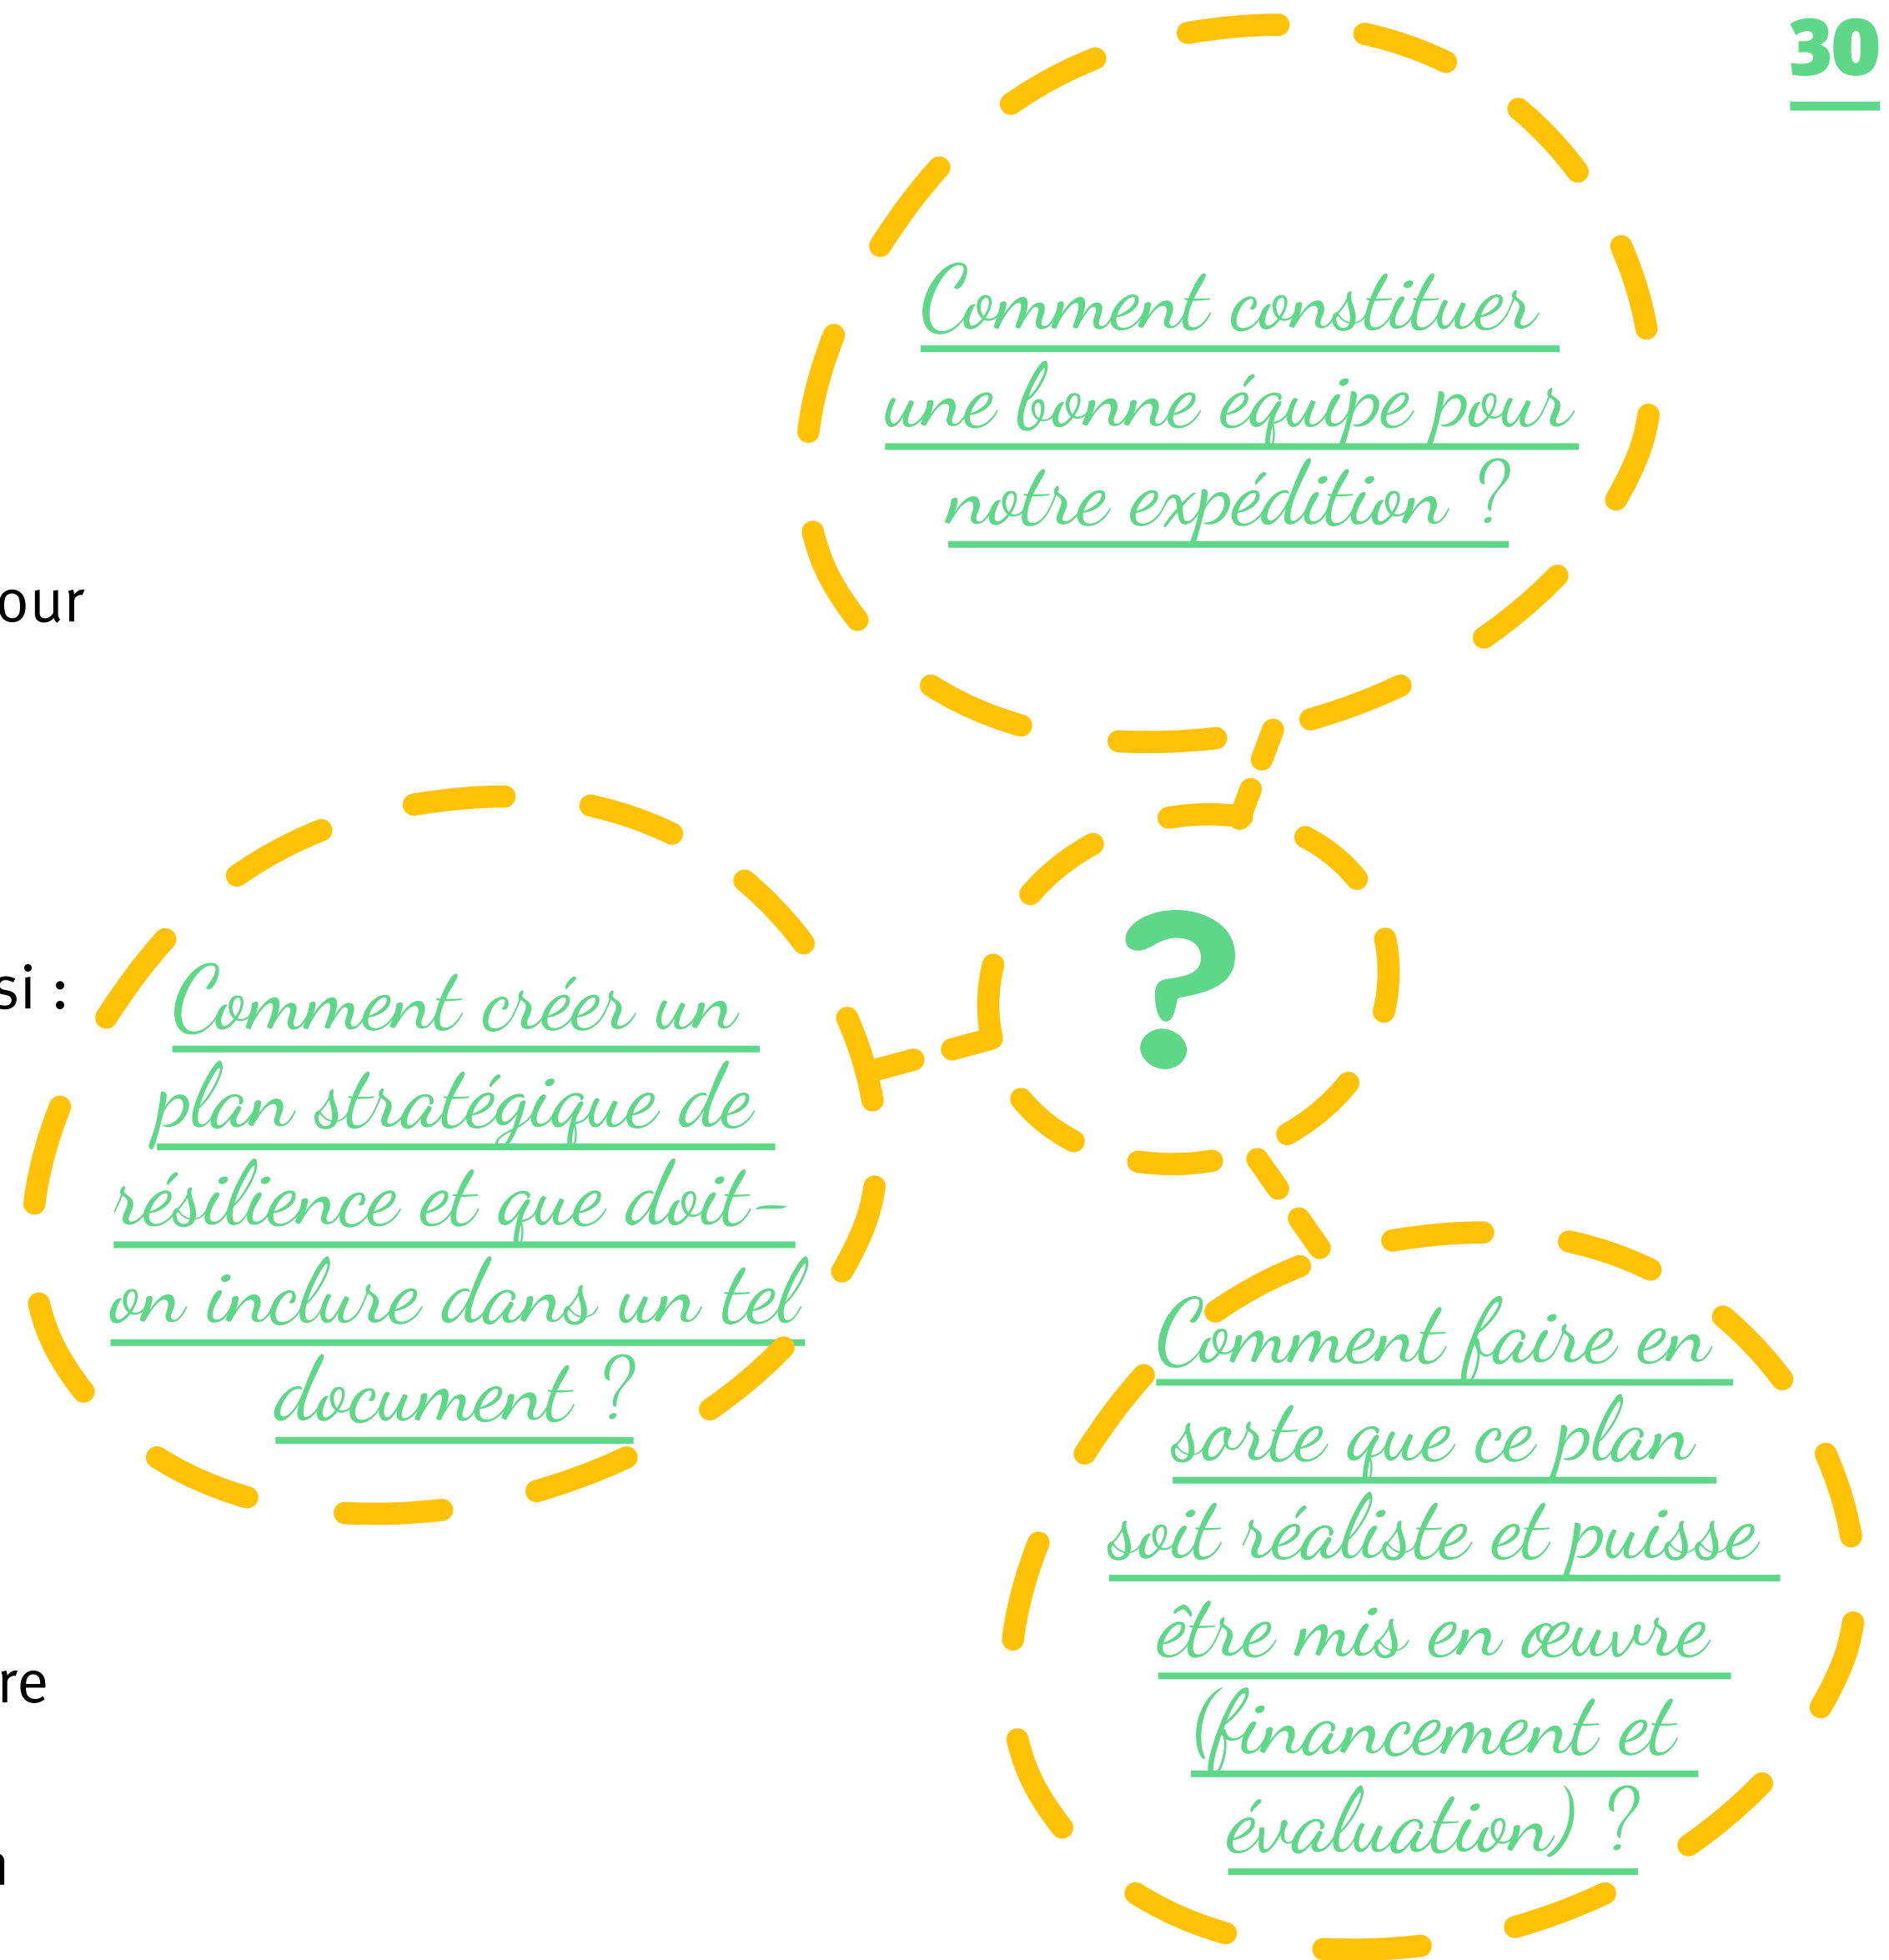 30
Comment constituer
une bonne équipe pour
notre expédition ?
our
si :
?
Comment créer un
plan stratégique de
résilience et que doit-
on inclure dans un tel
document ?
Comment faire en
sorte que ce plan
soit réaliste et puisse
être mis en œuvre
(financement et
évaluation) ?
re